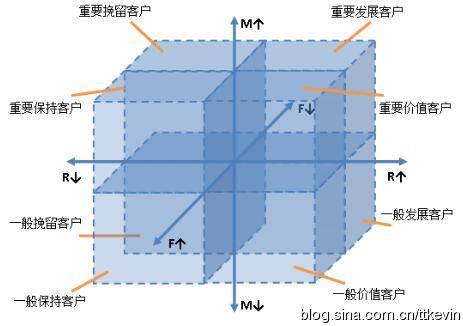 重要挽留客户
M↑
重要发展客户
重要保持客户
F↓
重要价值客户
R↓
R↑
一般挽留客户
F↑
一般发展客户
一般保持客户
M↓
一般价值客户
blog.sina.com.cn/ttkevin